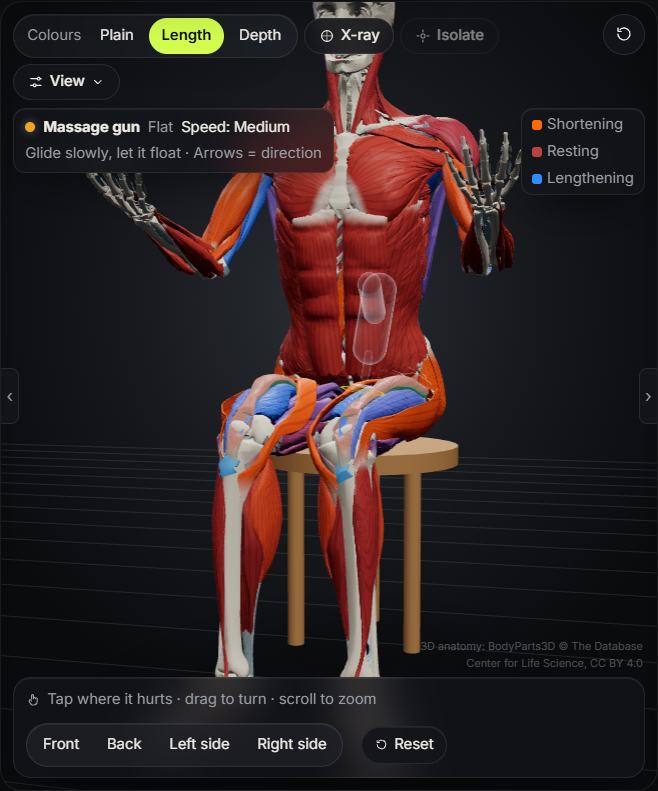 Colours Plain Length Depth X-ray Isolate
View
Massage gun Flat Speed: Medium
Glide slowly, let it float · Arrows = direction
Shortening
Resting
Lengthening
3D anatomy: BodyParts3D © The Database
Center for Life Science, CC BY 4.0
Tap where it hurts · drag to turn · scroll to zoom
Front Back Left side Right side Reset